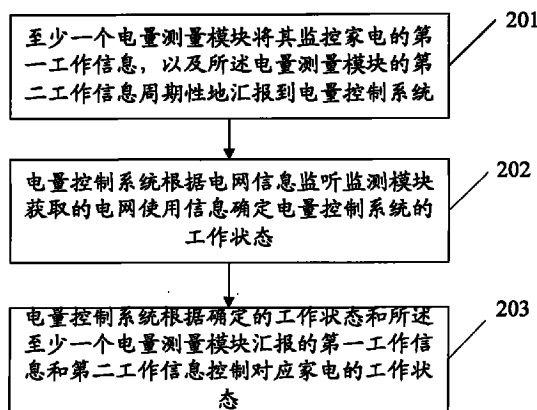 至少一个电量测量模块将其监控家电的第
一工作信息，以及所述电量测量模块的第
二工作信息周期性地汇报到电量控制系统
201
电量控制系统根据电网信息监听监测模块
获取的电网使用信息确定电量控制系统的
工作状态
202
电量控制系统根据确定的工作状态和所述
至少一个电量测量模块汇报的第一工作信
息和第二工作信息控制对应家电的工作状
态
203